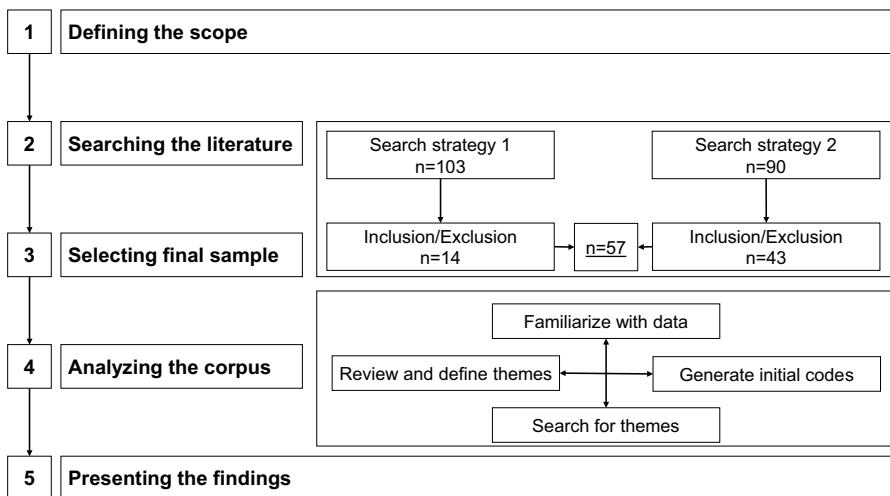 1
Defining the scope
2
Searching the literature
Search strategy 1
n=103
Search strategy 2
n=90
3
Selecting final sample
Inclusion/Exclusion
n=14
n=57
Inclusion/Exclusion
n=43
4
Analyzing the corpus
Familiarize with data
Review and define themes
Generate initial codes
Search for themes
5
Presenting the findings